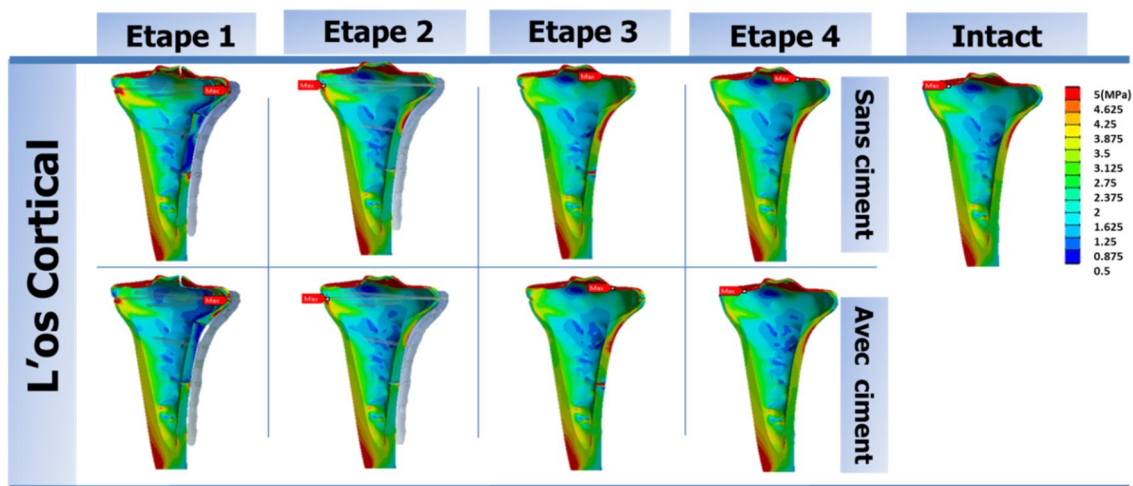 Etape 1
Etape 2
Etape 3
Etape 4
Intact
L'os Cortical
Sans ciment
Avec ciment
Max
Max
Max
Max
Max
Max
Max
Max
Max
5(MPa)
4.625
4.25
3.875
3.5
3.125
2.75
2.375
2
1.625
1.25
0.875
0.5